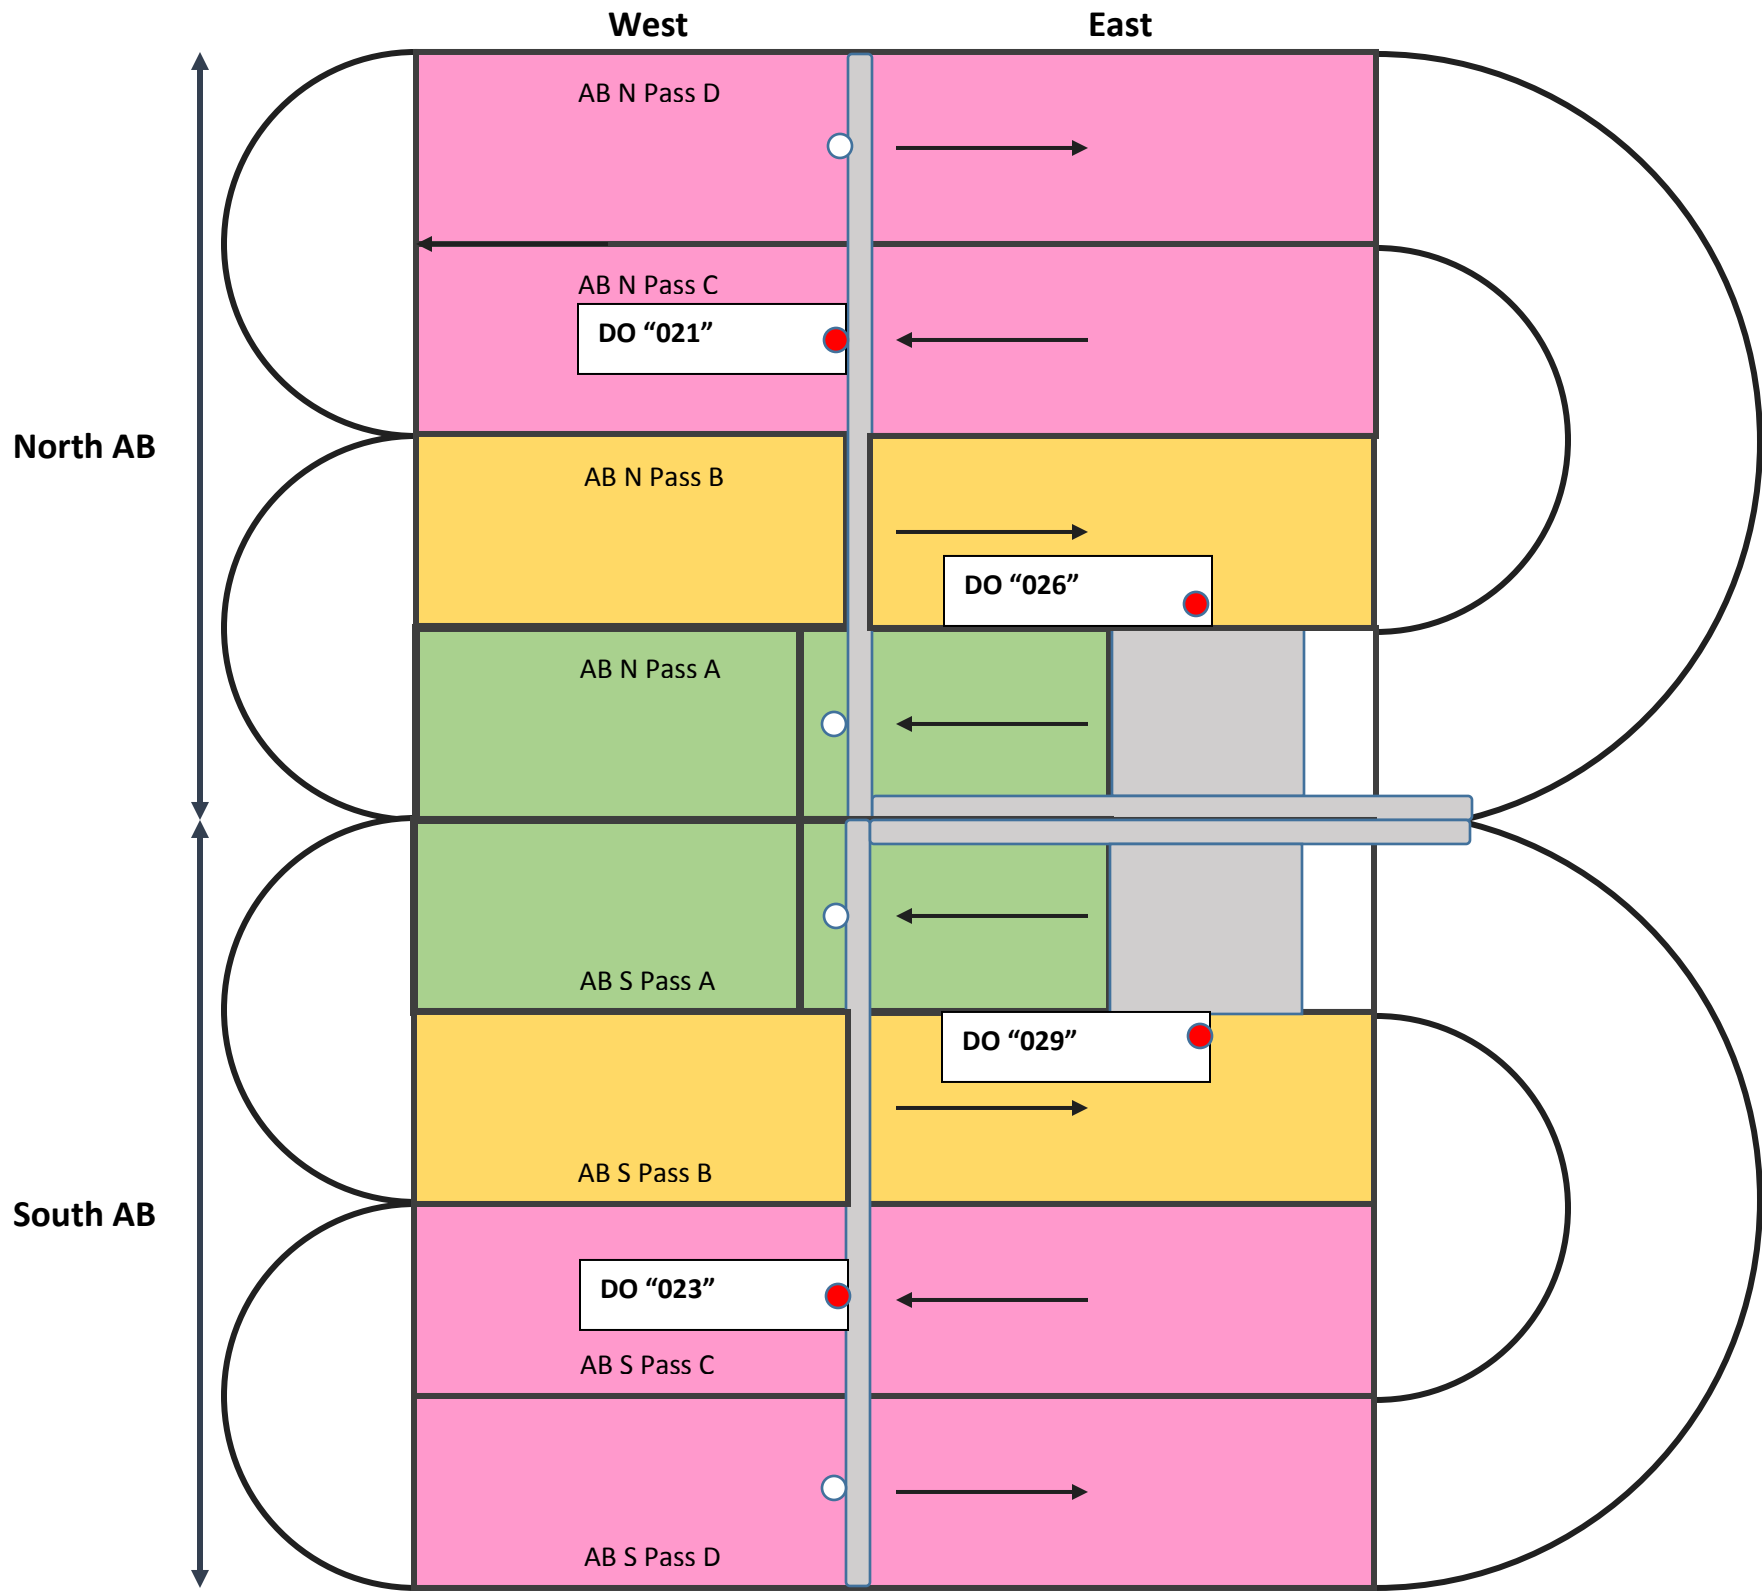 West
East
AB N Pass D
AB N Pass C
DO “021”
North AB
AB N Pass B
DO “026”
AB N Pass A
AB S Pass A
DO “029”
AB S Pass B
South AB
DO “023”
AB S Pass C
AB S Pass D